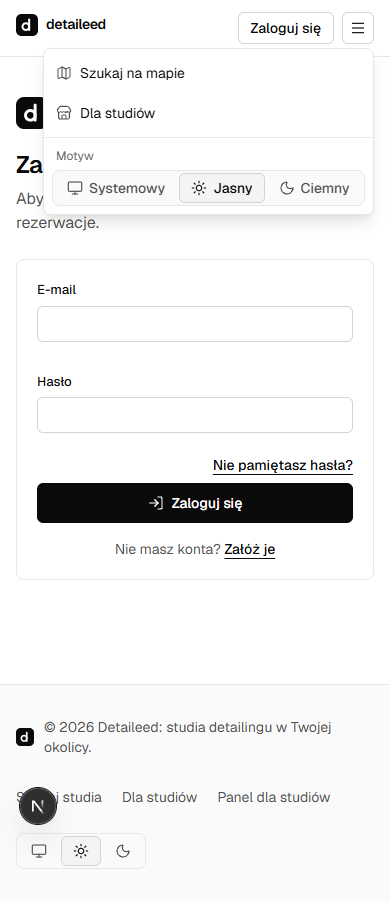 detaileed
Zaloguj się
Szukaj na mapie
Dla studiów
Motyw
Systemowy
Jasny
Ciemny
Za
Aby
rezerwacje.
E-mail
Hasło
Nie pamiętasz hasła?
Zaloguj się
Nie masz konta? Załóż je
© 2026 Detaileed: studia detailingu w Twojej
okolicy.
studia
Dla studiów
Panel dla studiów